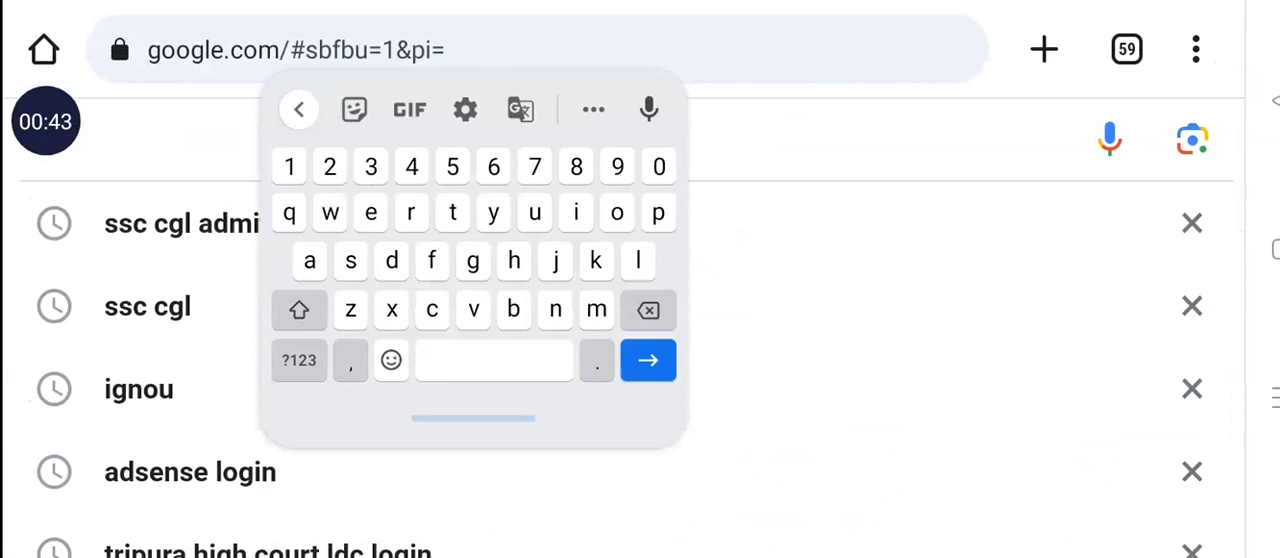 google.com/#sbfbu=1&pi=
59
00:43
GIF
1 2 3 4 5 6 7 8 9 0
q w e r t y u i o p
a s d f g h j k l
z x c v b n m
?123 , .
ssc cgl admi
ssc cgl
ignou
adsense login
tripura high court ldc login